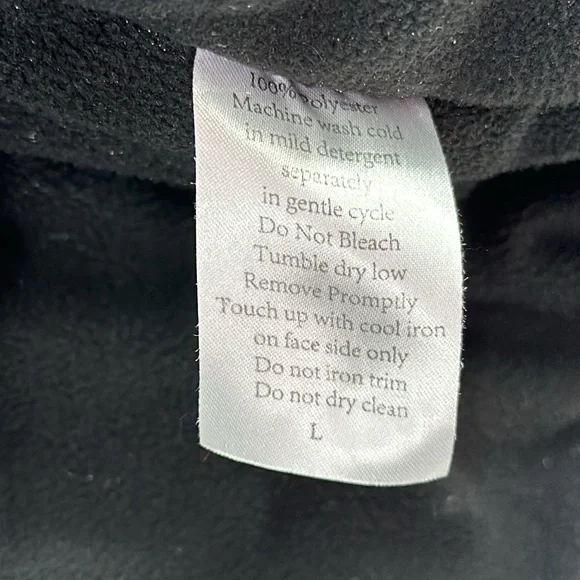 100% Polyester
Machine wash cold
in mild detergent
separately
in gentle cycle
Do Not Bleach
Tumble dry low
Remove Promptly
Touch up with cool iron
on face side only
Do not iron trim
Do not dry clean
L